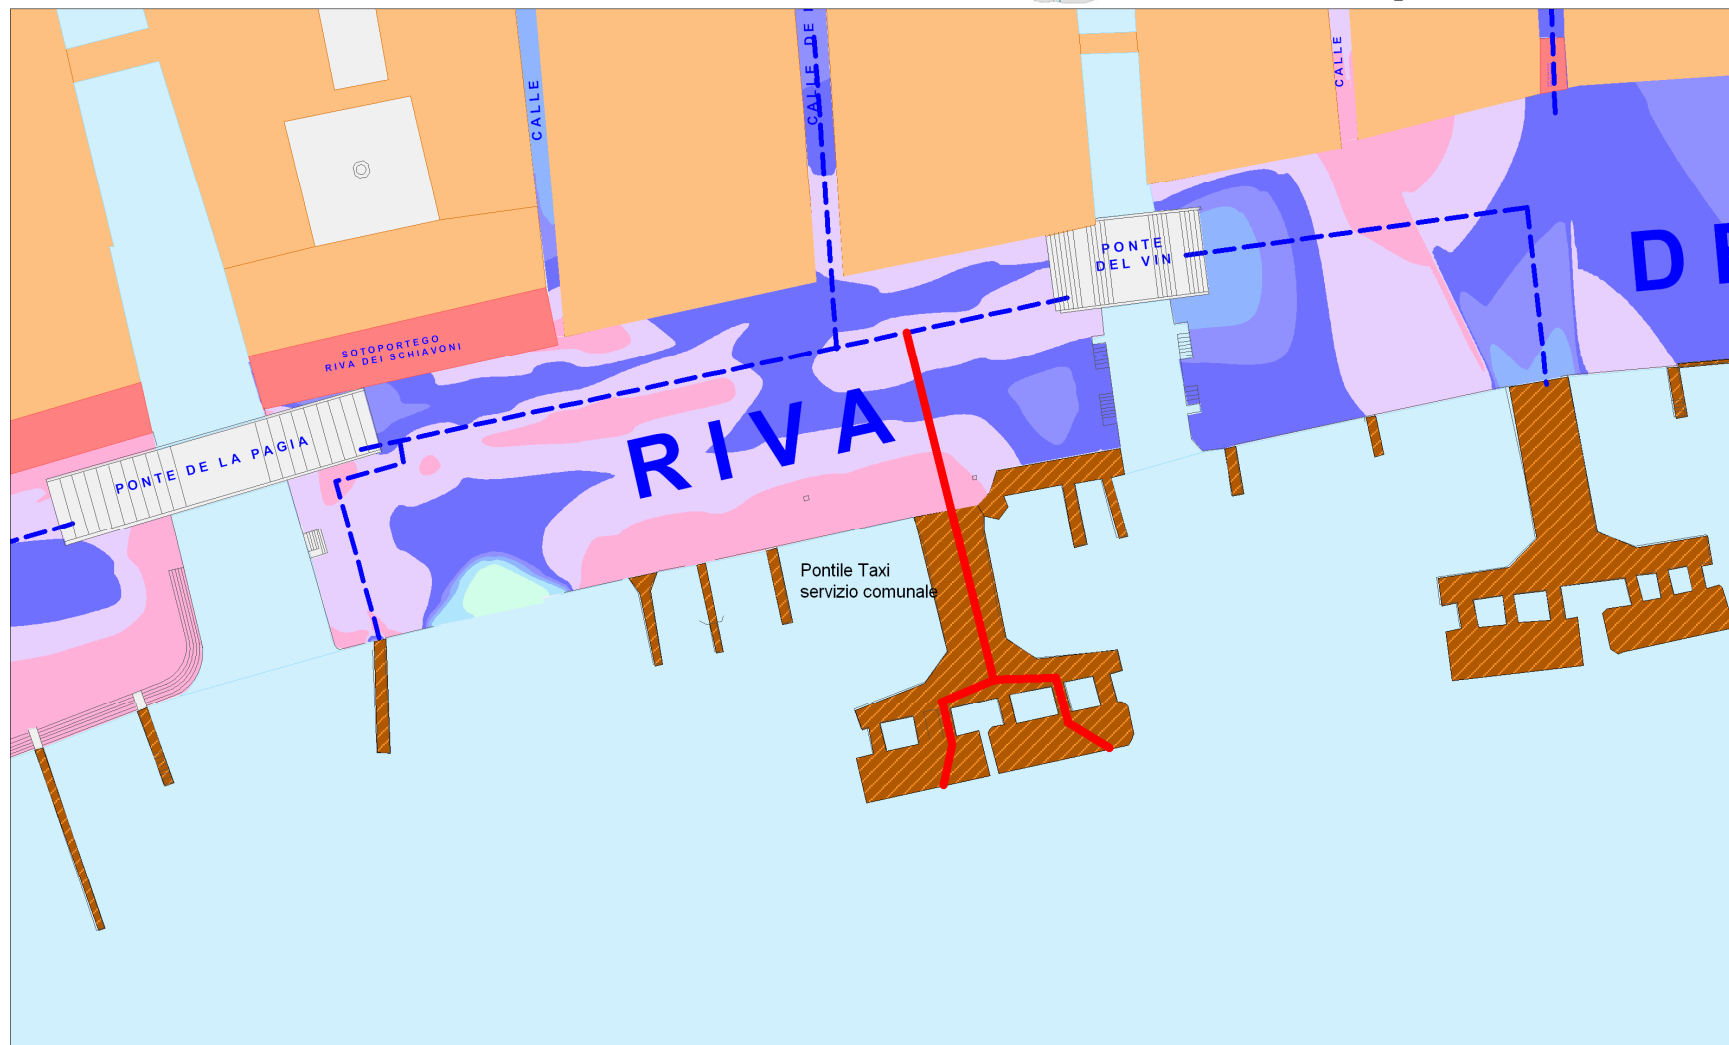 CALLE
CALLE DE
CALLE
PONTE
DEL VIN
DE
SOTOPORTEGO
RIVA DEI SCHIAVONI
RIVA
PONTE DE LA PAGIA
Pontile Taxi
servizio comunale